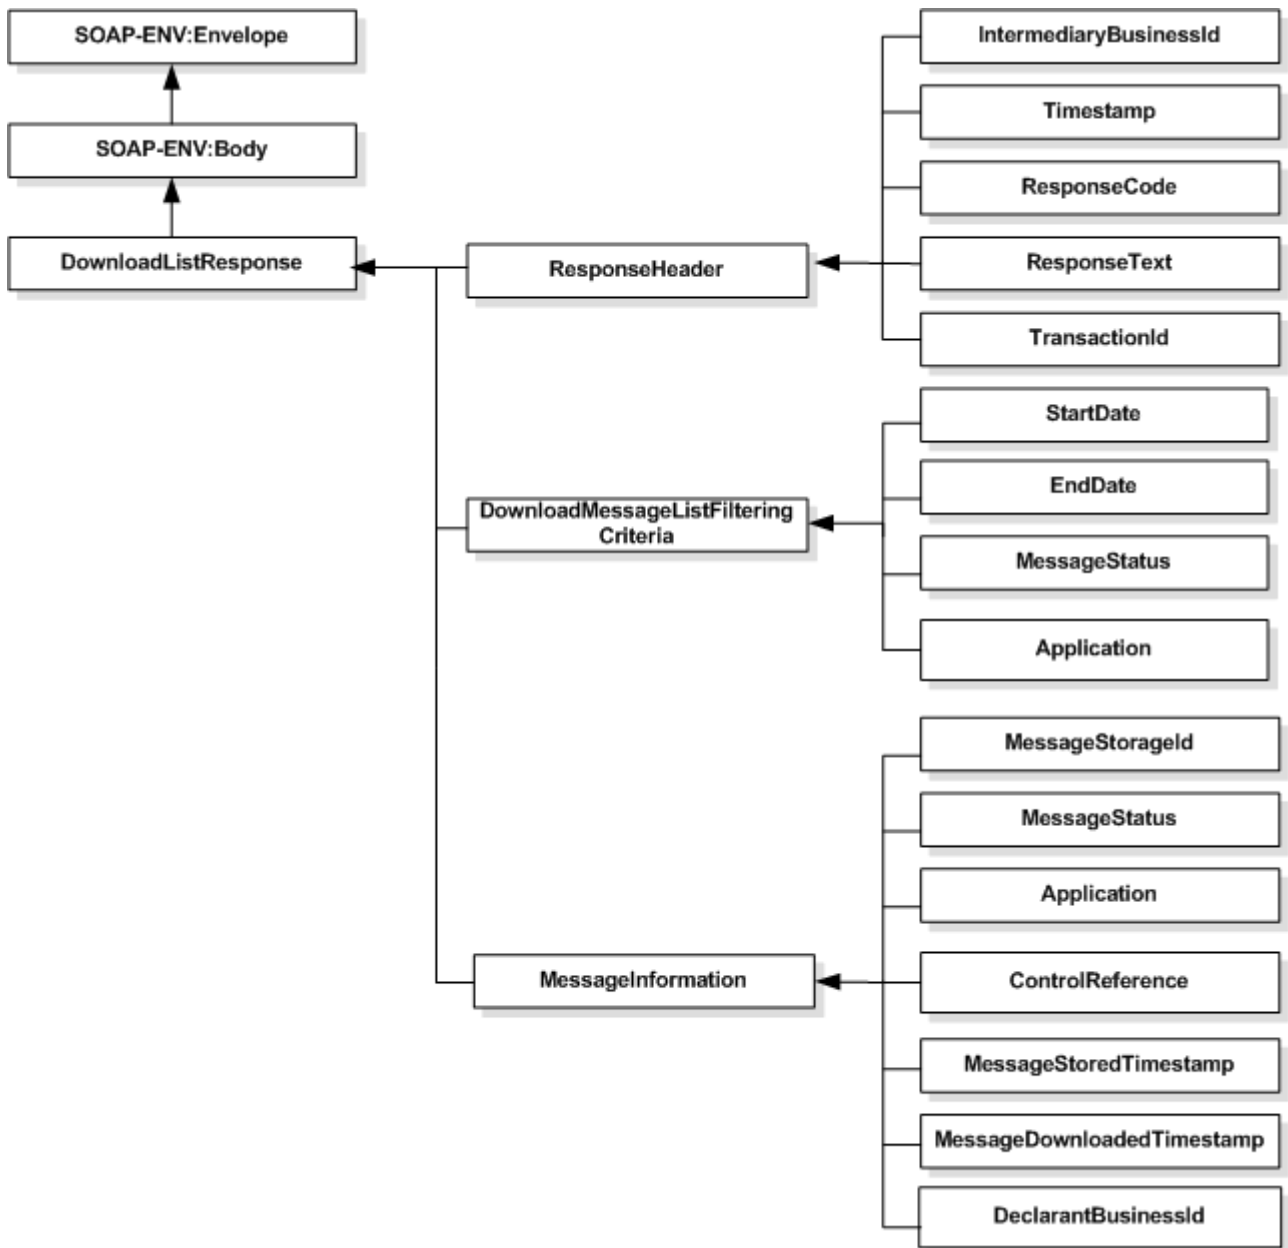 SOAP-ENV:Envelope
SOAP-ENV:Body
DownloadListResponse
ResponseHeader
IntermediaryBusinessId
Timestamp
ResponseCode
ResponseText
TransactionId
DownloadMessageListFiltering
Criteria
StartDate
EndDate
MessageStatus
Application
MessageInformation
MessageStorageId
MessageStatus
Application
ControlReference
MessageStoredTimestamp
MessageDownloadedTimestamp
DeclarantBusinessId